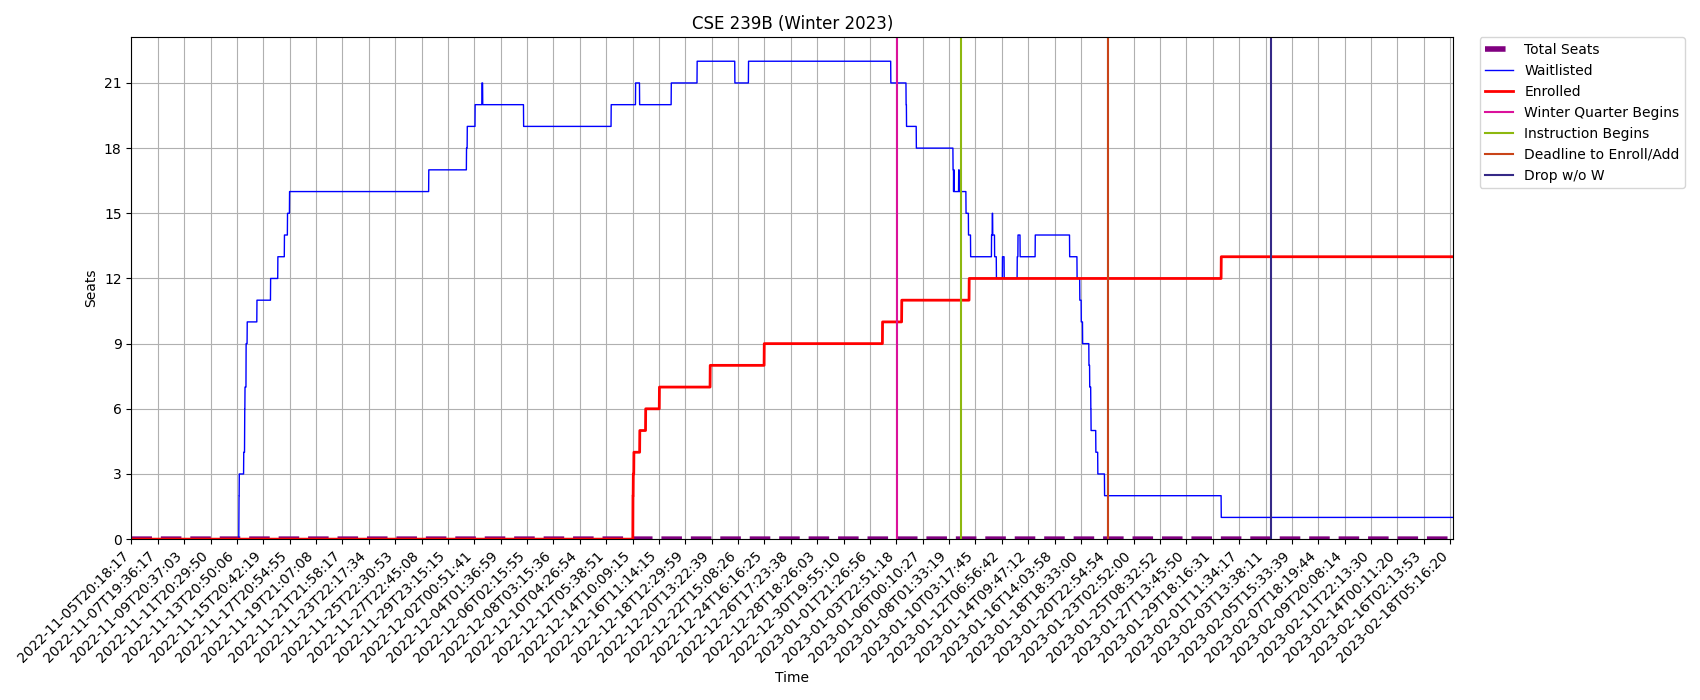 CSE 239B (Winter 2023)
Total Seats
Waitlisted
Enrolled
Winter Quarter Begins
Instruction Begins
Deadline to Enroll/Add
Drop w/o W
Seats
21
18
15
12
9
6
3
0
2022-11-05T20:18:17
2022-11-07T19:36:17
2022-11-09T20:37:03
2022-11-11T20:29:50
2022-11-13T20:50:06
2022-11-15T20:42:19
2022-11-17T20:54:55
2022-11-19T21:07:08
2022-11-21T21:58:17
2022-11-23T22:17:34
2022-11-25T22:30:53
2022-11-27T22:45:08
2022-11-29T23:15:15
2022-12-02T00:51:41
2022-12-04T01:36:59
2022-12-06T02:15:55
2022-12-08T03:15:36
2022-12-10T04:26:54
2022-12-12T05:38:51
2022-12-14T10:09:15
2022-12-16T11:14:15
2022-12-18T12:29:59
2022-12-20T13:22:39
2022-12-22T15:08:26
2022-12-24T16:16:25
2022-12-26T17:23:38
2022-12-28T18:26:03
2022-12-30T19:55:10
2023-01-01T21:26:56
2023-01-03T22:51:18
2023-01-06T00:10:27
2023-01-08T01:33:19
2023-01-10T03:17:45
2023-01-12T06:56:42
2023-01-14T09:47:12
2023-01-16T14:03:58
2023-01-18T18:33:00
2023-01-20T22:54:54
2023-01-23T03:52:00
2023-01-25T08:32:52
2023-01-27T13:45:50
2023-01-29T18:16:31
2023-02-01T11:34:17
2023-02-03T13:38:11
2023-02-05T15:33:39
2023-02-07T18:19:44
2023-02-09T20:08:14
2023-02-11T22:13:30
2023-02-14T00:11:20
2023-02-16T02:13:53
2023-02-18T05:16:20
Time